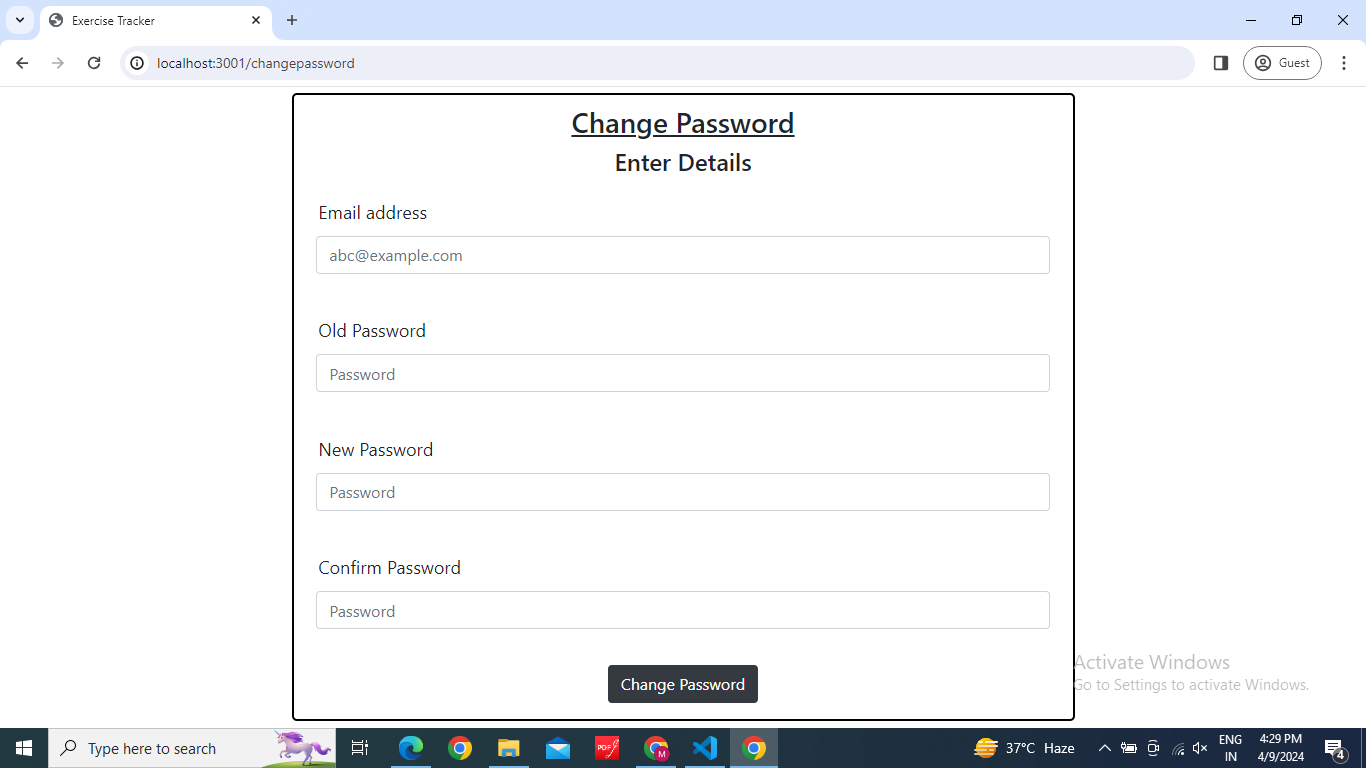 Exercise Tracker
localhost:3001/changepassword
Guest
Change Password
Enter Details
Email address
abc@example.com
Old Password
Password
New Password
Password
Confirm Password
Password
Change Password
Activate Windows
Go to Settings to activate Windows.
Type here to search
PDF
M
37°C Haze
ENG
IN
4:29 PM
4/9/2024
4